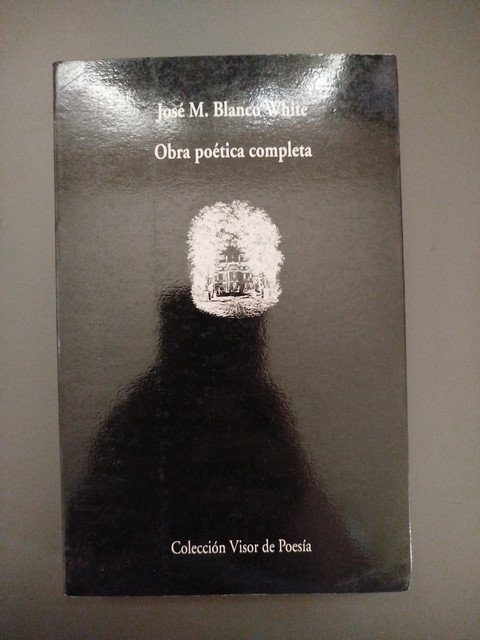 José M. Blanco White
Obra poética completa
Colección Visor de Poesía